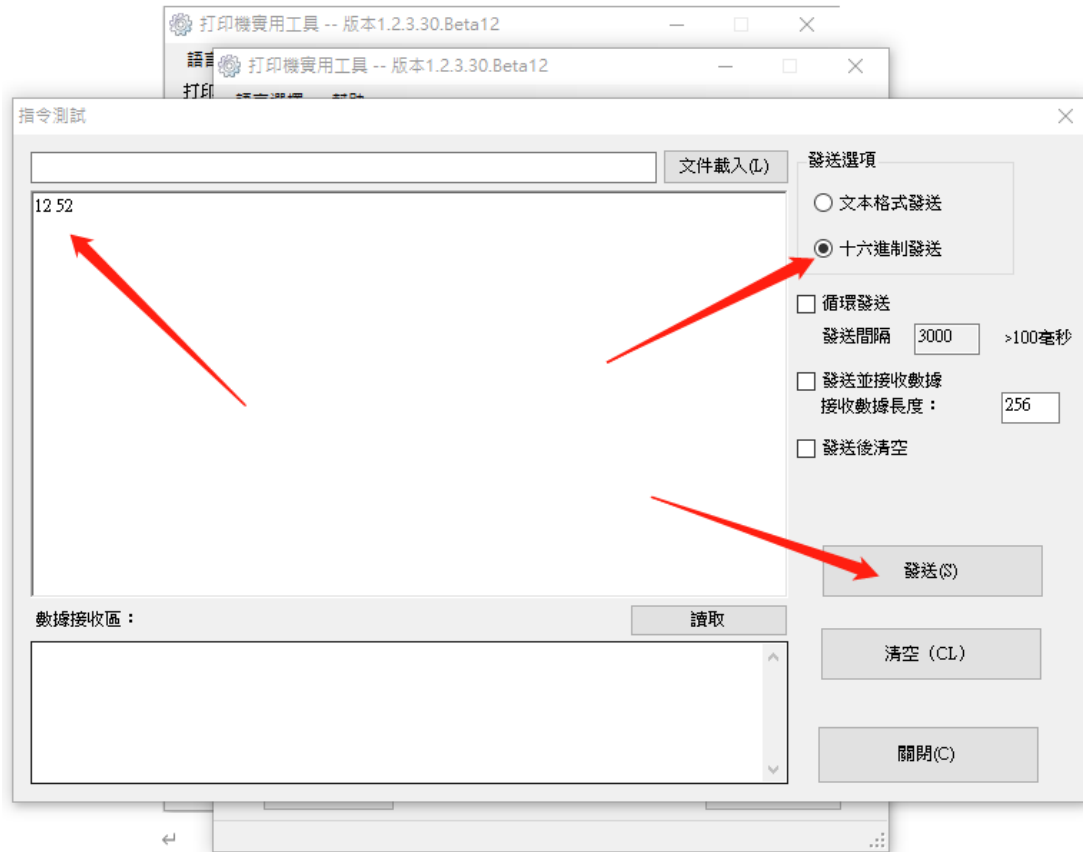 打印機實用工具 -- 版本1.2.3.30.Beta12
打印機實用工具 -- 版本1.2.3.30.Beta12
指令測試
文件載入(L)
12 52
發送選項
文本格式發送
十六進制發送
循環發送
發送間隔 3000 >100毫秒
發送並接收數據
接收數據長度： 256
發送後清空
發送(S)
數據接收區：
讀取
清空（CL）
關閉(C)